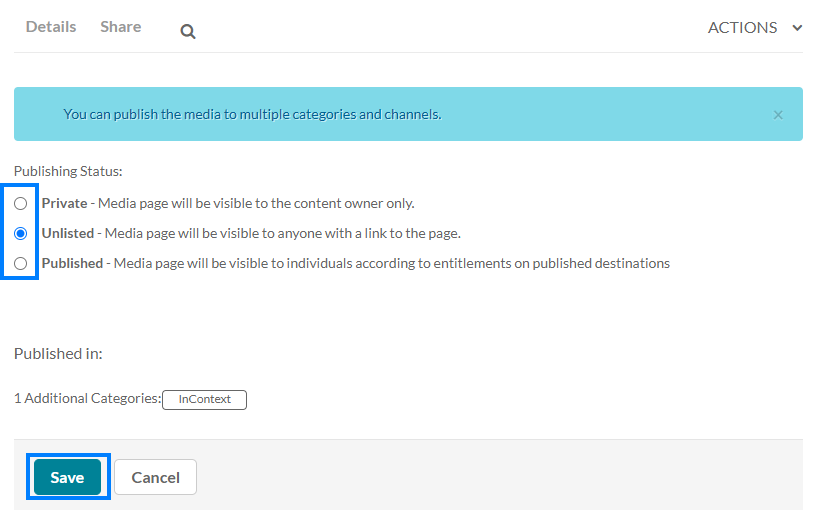 Details Share ACTIONS
You can publish the media to multiple categories and channels. ×
Publishing Status:
Private - Media page will be visible to the content owner only.
Unlisted - Media page will be visible to anyone with a link to the page.
Published - Media page will be visible to individuals according to entitlements on published destinations
Published in:
1 Additional Categories: InContext
Save Cancel